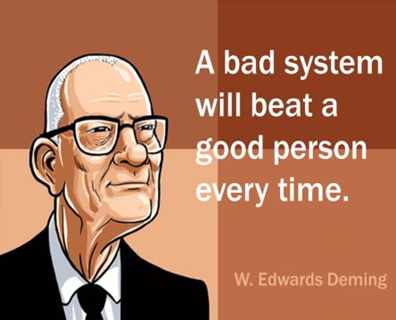 A bad system
will beat a
good person
every time.
W. Edwards Deming